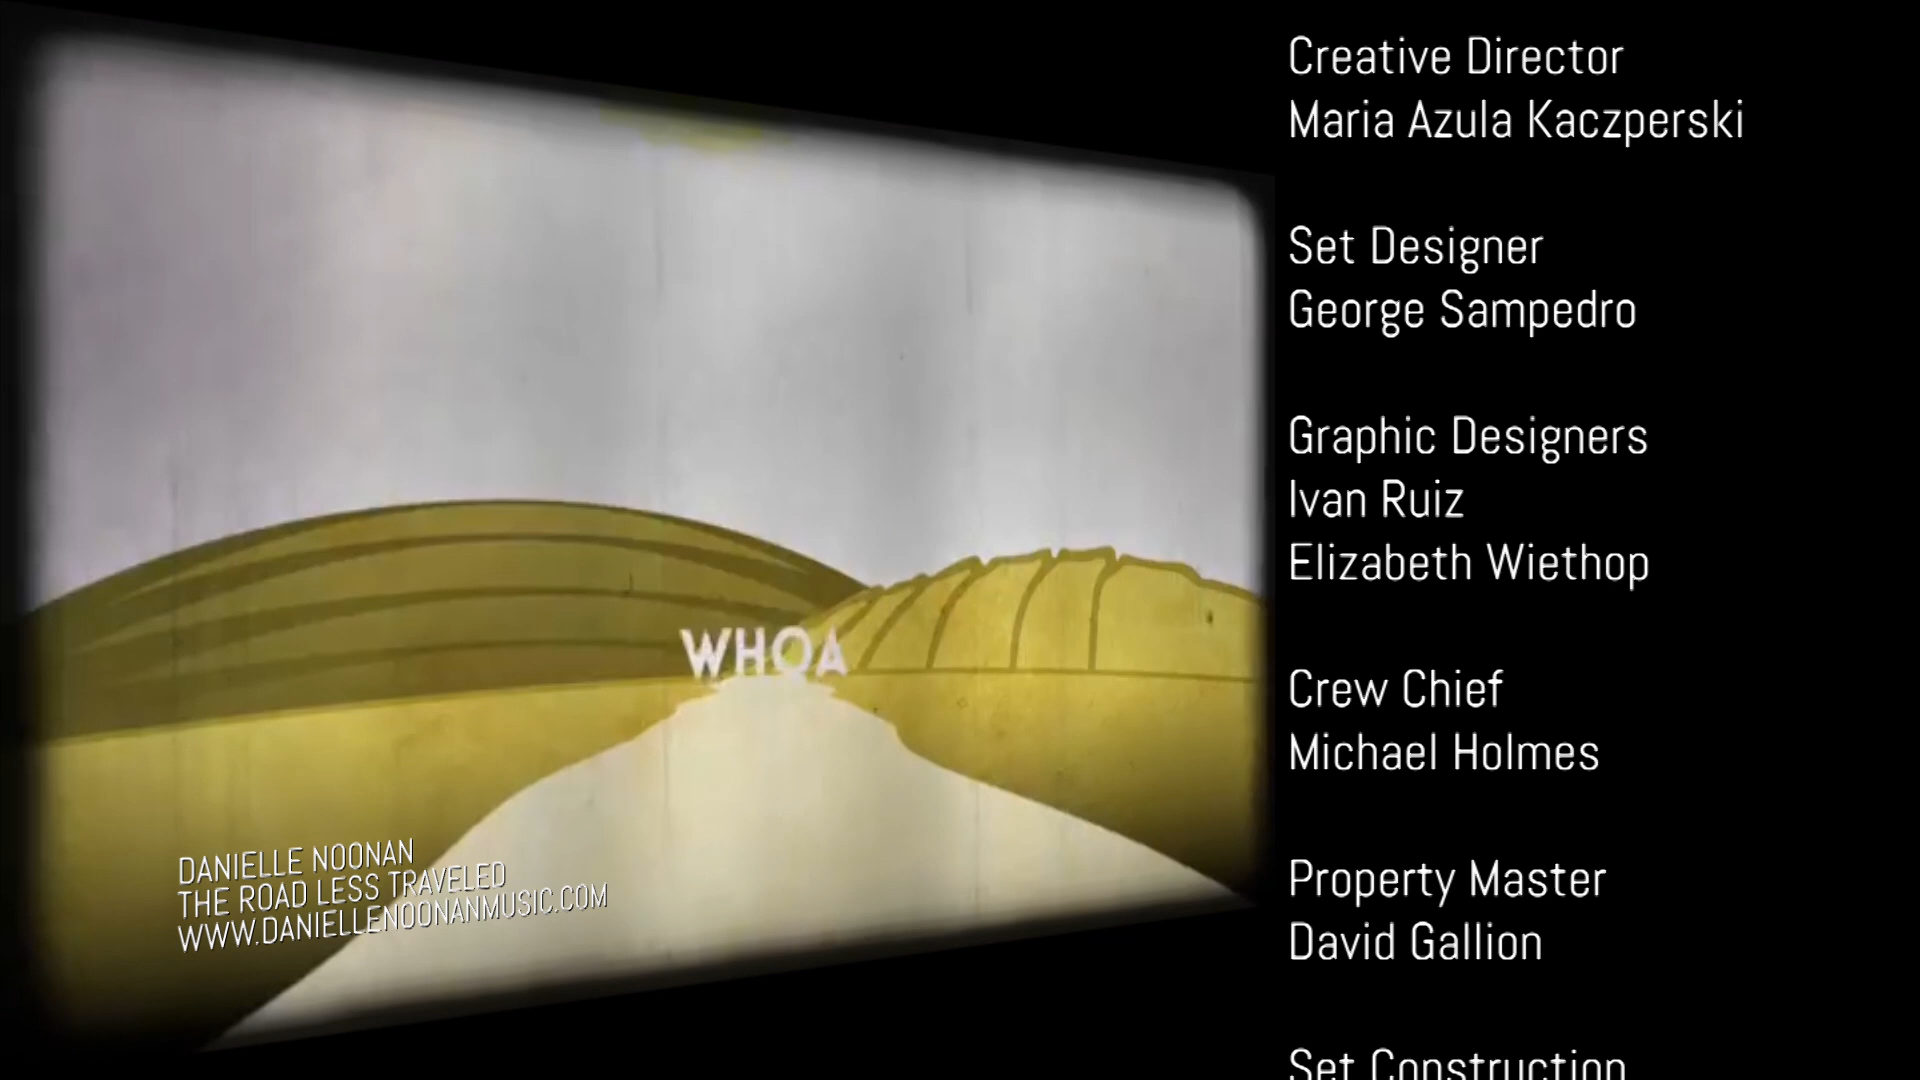 WHOA
DANIELLE NOONAN
THE ROAD LESS TRAVELED
WWW.DANIELLENOONANMUSIC.COM
Creative Director
Maria Azula Kaczperski
Set Designer
George Sampedro
Graphic Designers
Ivan Ruiz
Elizabeth Wiethop
Crew Chief
Michael Holmes
Property Master
David Gallion
Set Construction